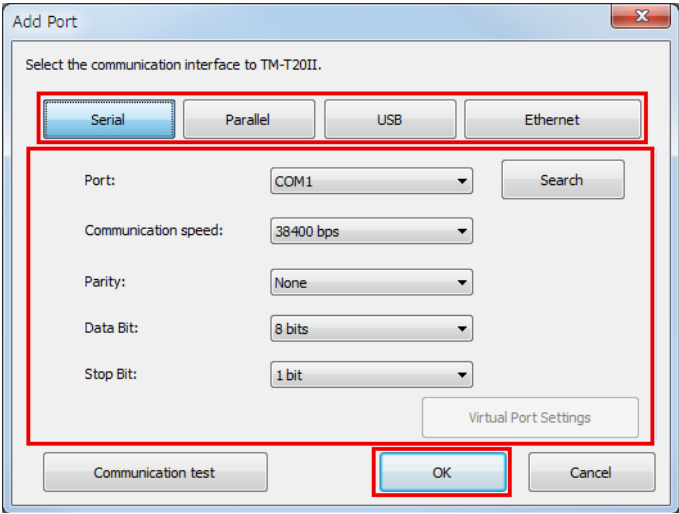 Add Port
Select the communication interface to TM-T20II.
Serial Parallel USB Ethernet
Port: COM1 Search
Communication speed: 38400 bps
Parity: None
Data Bit: 8 bits
Stop Bit: 1 bit
Virtual Port Settings
Communication test OK Cancel